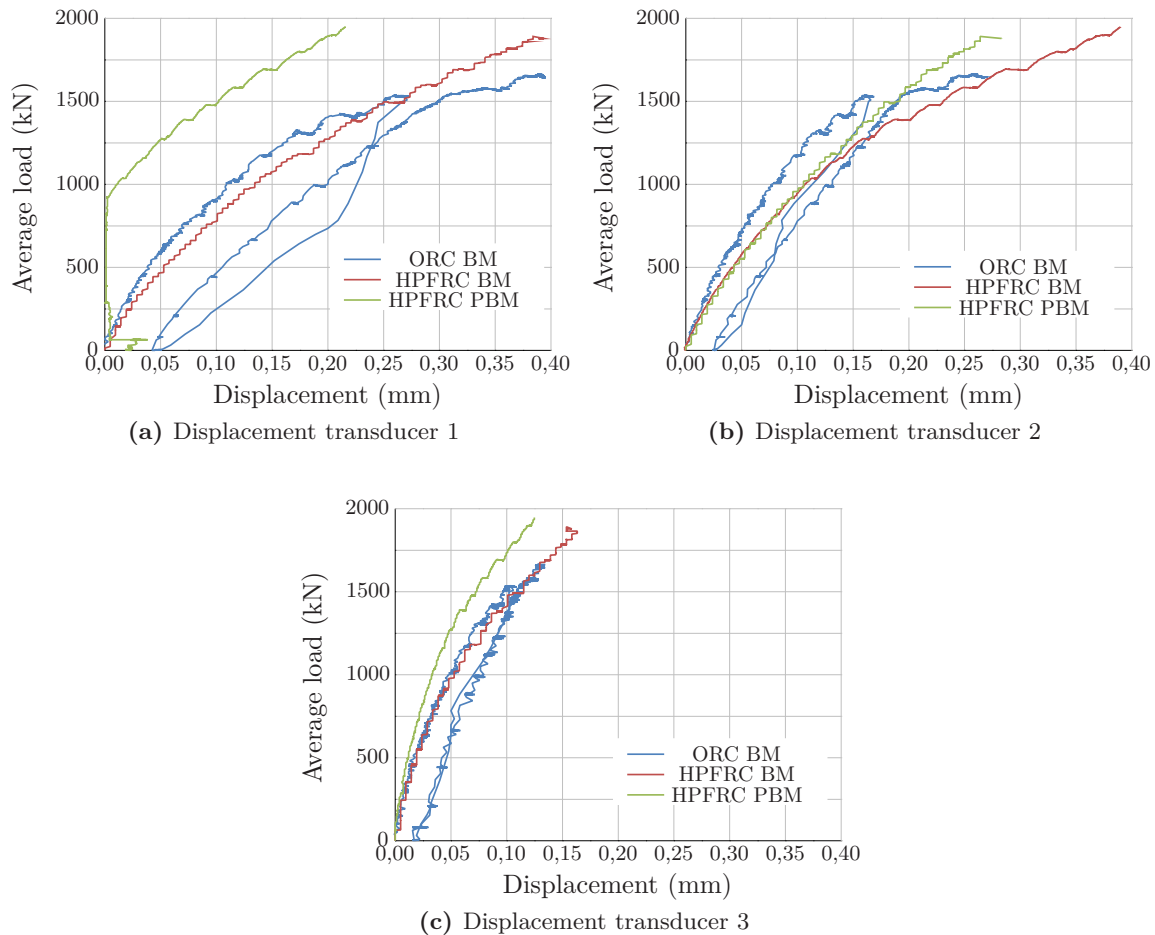 2000
1500
1000
500
0
Average load (kN)
ORC BM
HPFRC BM
HPFRC PBM
0,00 0,05 0,10 0,15 0,20 0,25 0,30 0,35 0,40
Displacement (mm)
(a) Displacement transducer 1
2000
1500
1000
500
0
Average load (kN)
ORC BM
HPFRC BM
HPFRC PBM
0,00 0,05 0,10 0,15 0,20 0,25 0,30 0,35 0,40
Displacement (mm)
(b) Displacement transducer 2
2000
1500
1000
500
0
Average load (kN)
ORC BM
HPFRC BM
HPFRC PBM
0,00 0,05 0,10 0,15 0,20 0,25 0,30 0,35 0,40
Displacement (mm)
(c) Displacement transducer 3